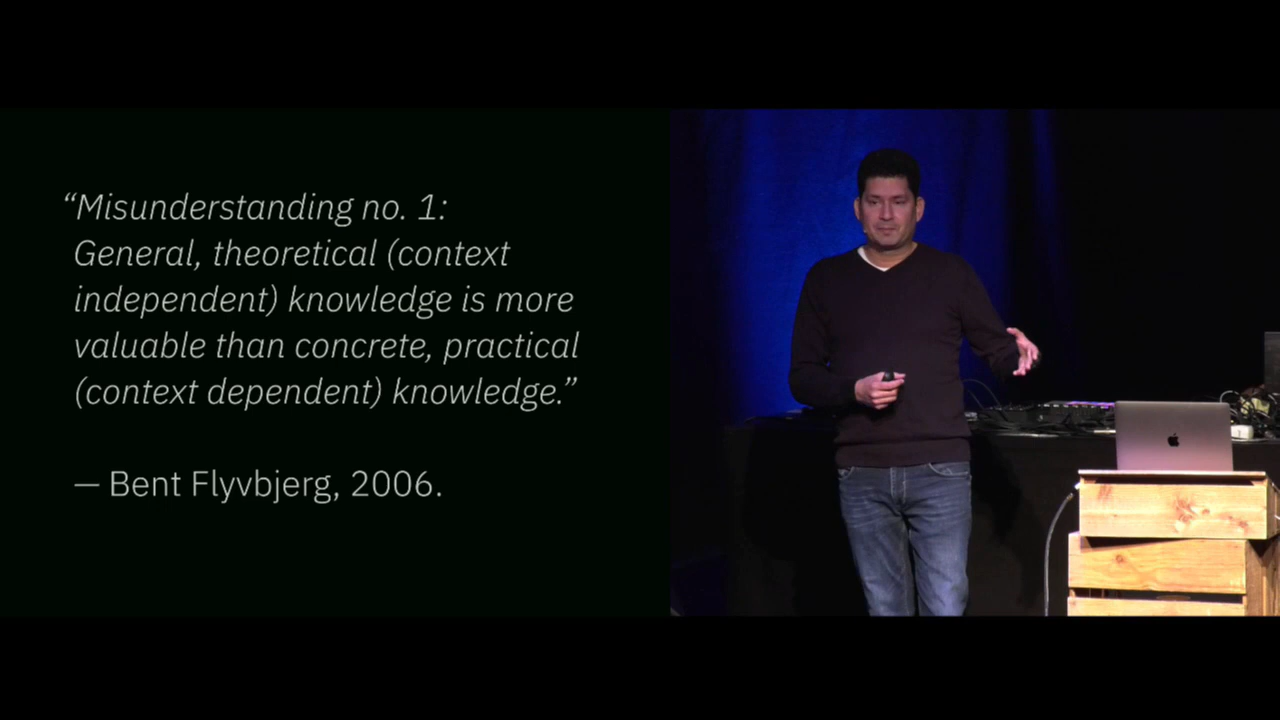 “Misunderstanding no. 1:
General, theoretical (context
independent) knowledge is more
valuable than concrete, practical
(context dependent) knowledge.”
— Bent Flyvbjerg, 2006.